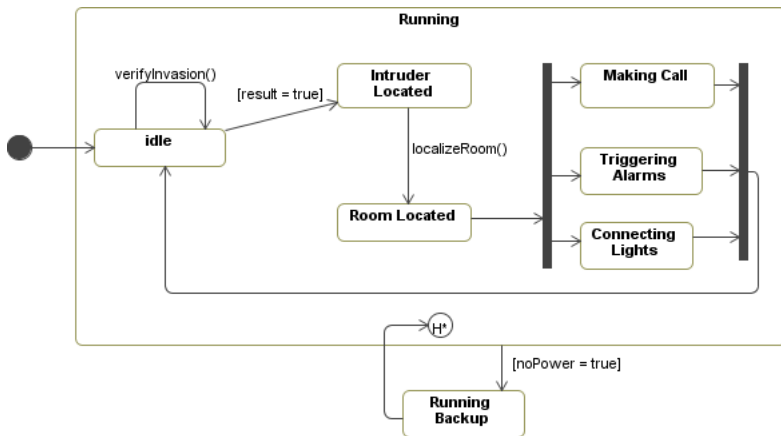 Running
verifyInvasion()
[result = true]
Intruder
Located
Making Call
idle
localizeRoom()
Triggering
Alarms
Room Located
Connecting
Lights
H*
[noPower = true]
Running
Backup